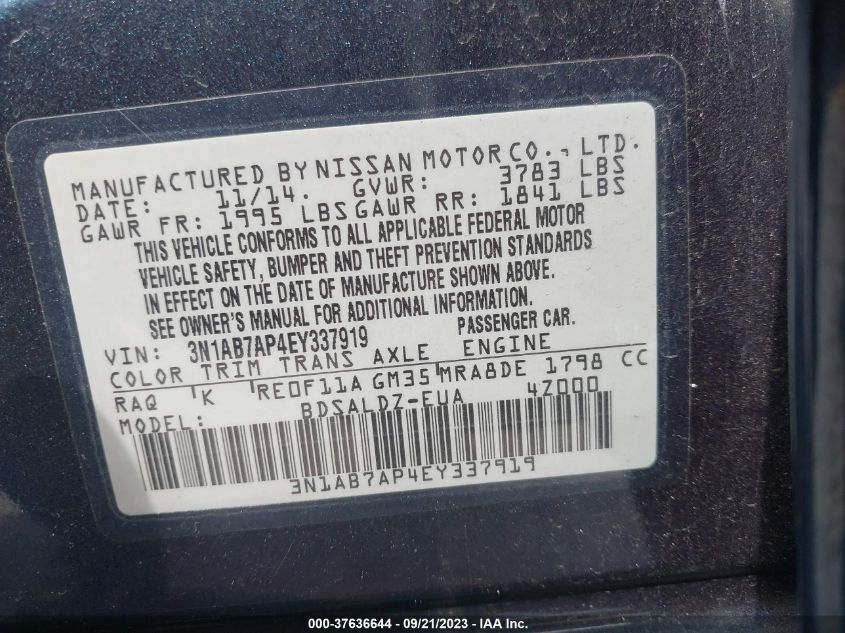 MANUFACTURED BY NISSAN MOTOR CO., LTD.
DATE: 11/14. GVWR: 3783 LBS
GAWR FR: 1995 LBS GAWR RR: 1841 LBS
THIS VEHICLE CONFORMS TO ALL APPLICABLE FEDERAL MOTOR
VEHICLE SAFETY, BUMPER AND THEFT PREVENTION STANDARDS
IN EFFECT ON THE DATE OF MANUFACTURE SHOWN ABOVE.
SEE OWNER'S MANUAL FOR ADDITIONAL INFORMATION.
VIN: 3N1AB7AP4EY337919 PASSENGER CAR.
COLOR TRIM TRANS AXLE ENGINE
RAQ K RE0F11A GM35 MRA8DE 1798 CC
MODEL: BDSALDZ-EUA 4Z000
3N1AB7AP4EY337919
000-37636644 / 09/21/2023 - IAA Inc.